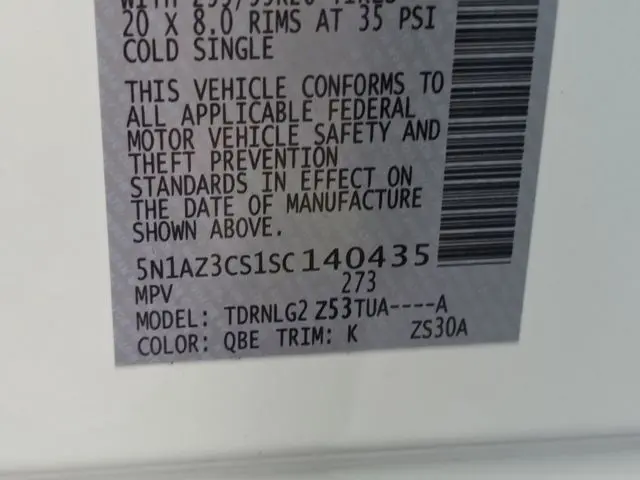 20 X 8.0 RIMS AT 35 PSI
COLD SINGLE
THIS VEHICLE CONFORMS TO
ALL APPLICABLE FEDERAL
MOTOR VEHICLE SAFETY AND
THEFT PREVENTION
STANDARDS IN EFFECT ON
THE DATE OF MANUFACTURE
SHOWN ABOVE.
5N1AZ3CS1SC140435
MPV 273
MODEL: TDRNLG2 Z53TUA----A
COLOR: QBE TRIM: K ZS30A